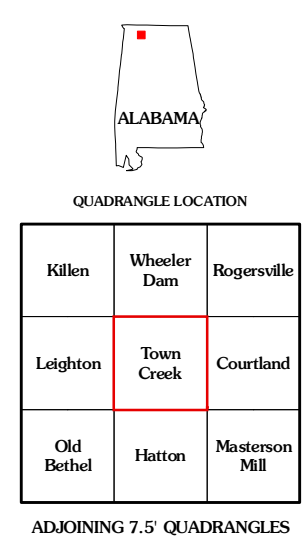 ALABAMA
QUADRANGLE LOCATION
Killen
Wheeler
Dam
Rogersville
Leighton
Town
Creek
Courtland
Old
Bethel
Hatton
Masterson
Mill
ADJOINING 7.5' QUADRANGLES